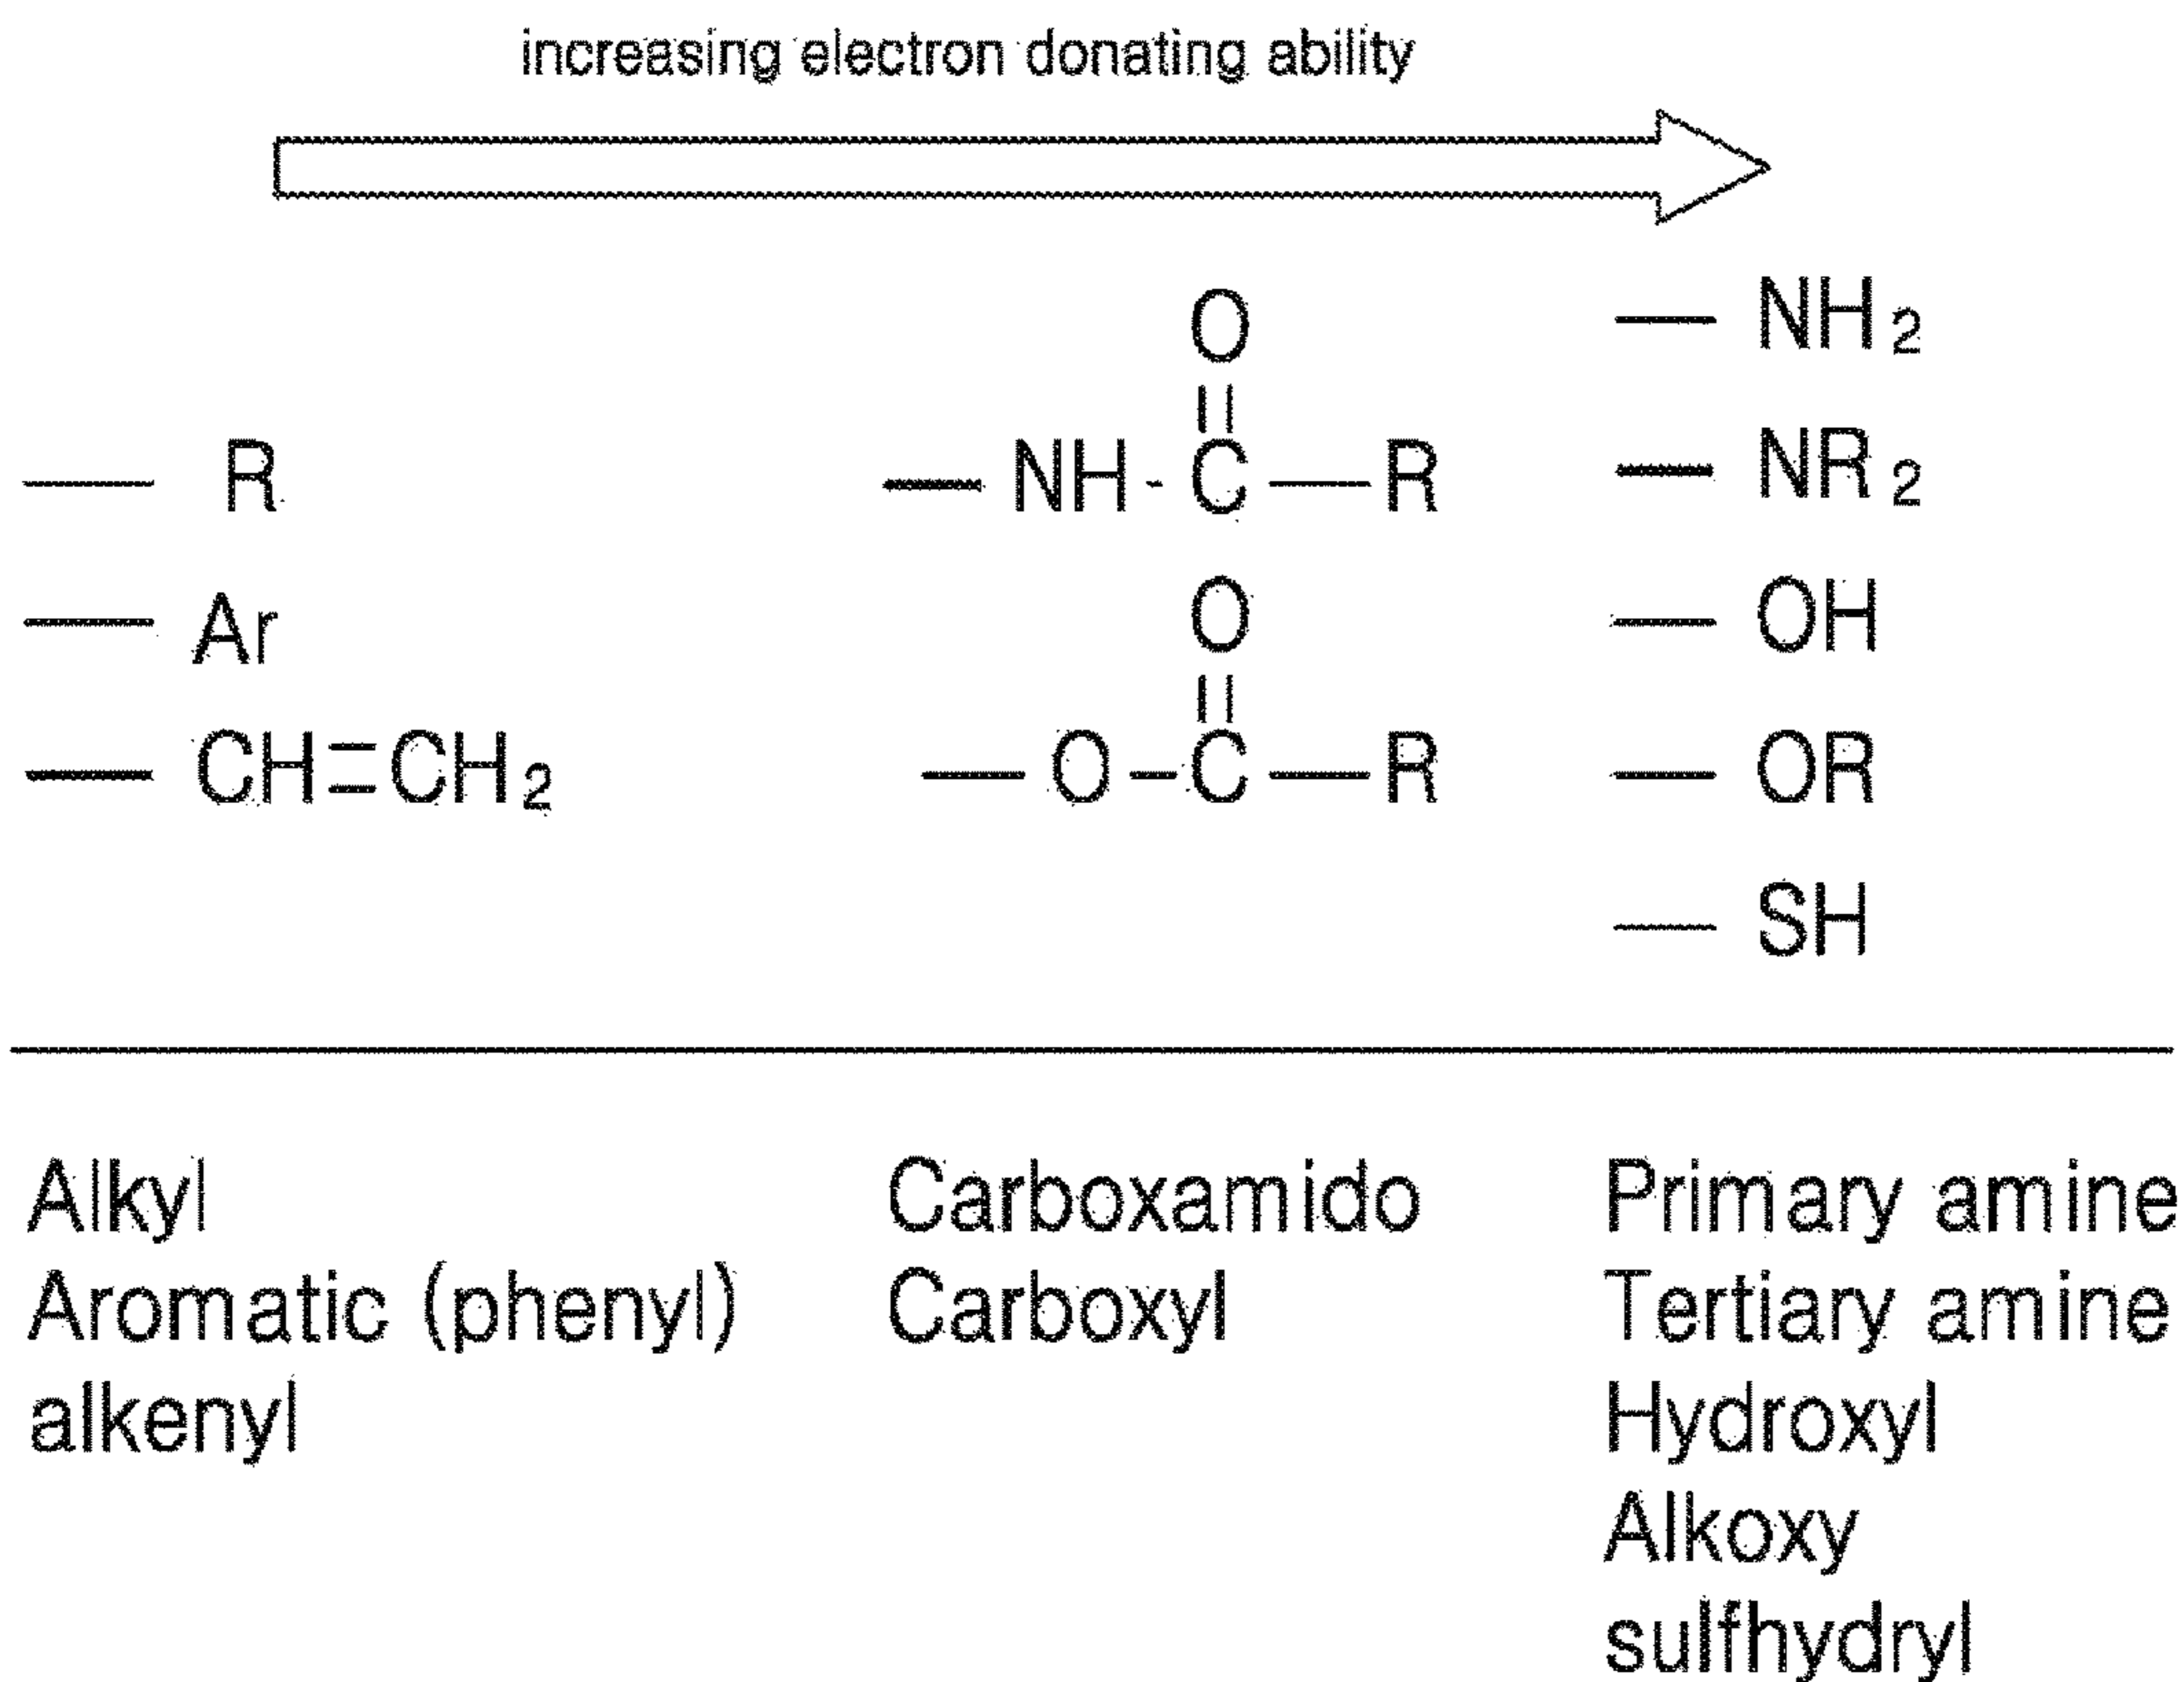 increasing electron donating ability
O
— NH2
— R
— NH - C — R
— NR2
— Ar
O
— OH
— CH=CH2
— O – C — R
— OR
— SH
Alkyl
Aromatic (phenyl)
alkenyl
Carboxamido
Carboxyl
Primary amine
Tertiary amine
Hydroxyl
Alkoxy
sulfhydryl